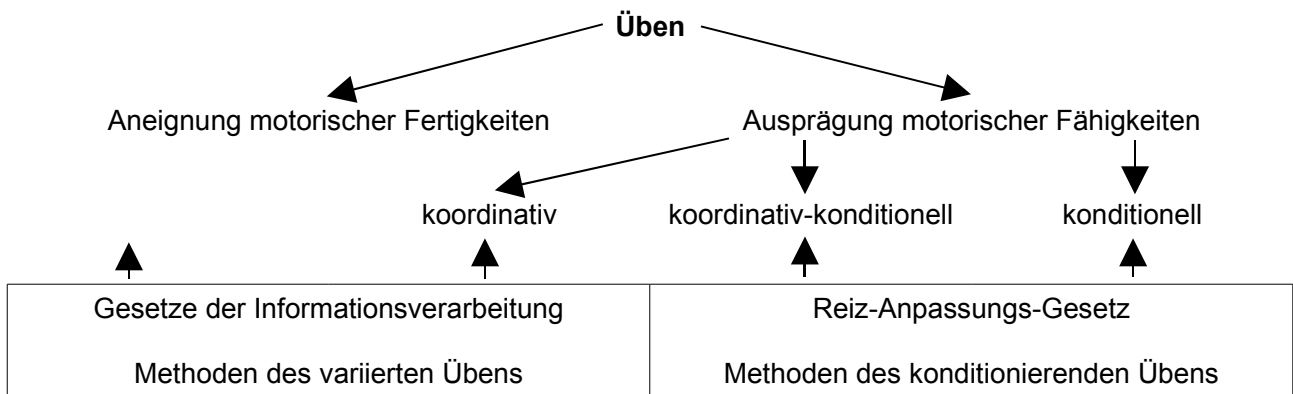 Üben
Aneignung motorischer Fertigkeiten
Ausprägung motorischer Fähigkeiten
koordinativ
koordinativ-konditionell
konditionell
Gesetze der Informationsverarbeitung
Reiz-Anpassungs-Gesetz
Methoden des variierten Übens
Methoden des konditionierenden Übens